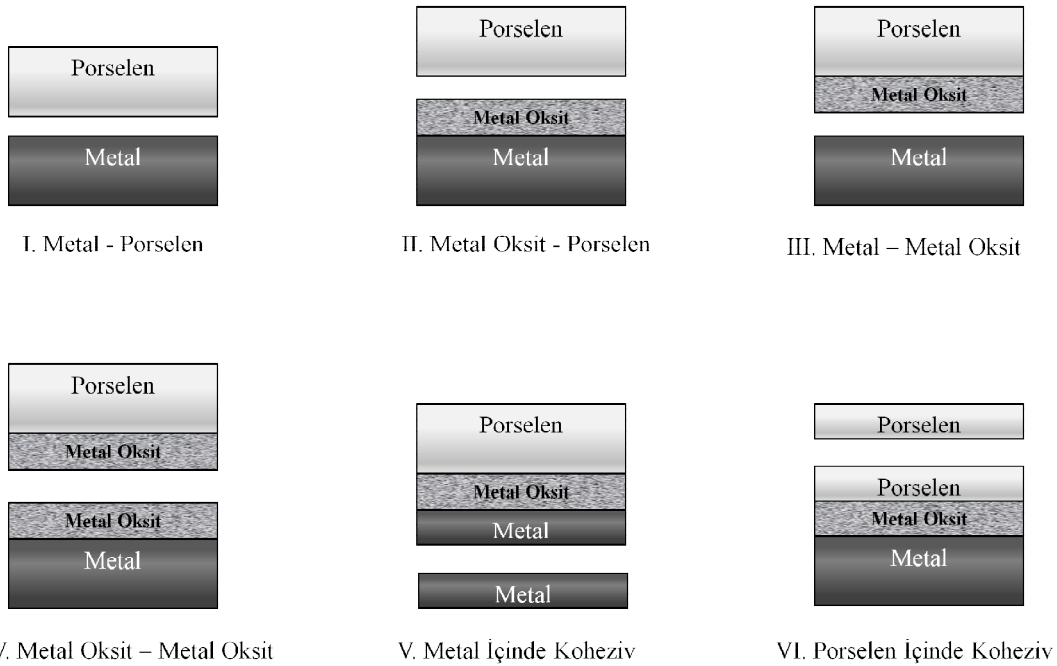 Porselen
Metal
I. Metal - Porselen
Porselen
Metal Oksit
Metal
II. Metal Oksit - Porselen
Porselen
Metal Oksit
Metal
III. Metal – Metal Oksit
Porselen
Metal Oksit
Metal Oksit
Metal
V. Metal Oksit – Metal Oksit
Porselen
Metal Oksit
Metal
Metal
V. Metal İçinde Koheziv
Porselen
Porselen
Metal Oksit
Metal
VI. Porselen İçinde Koheziv